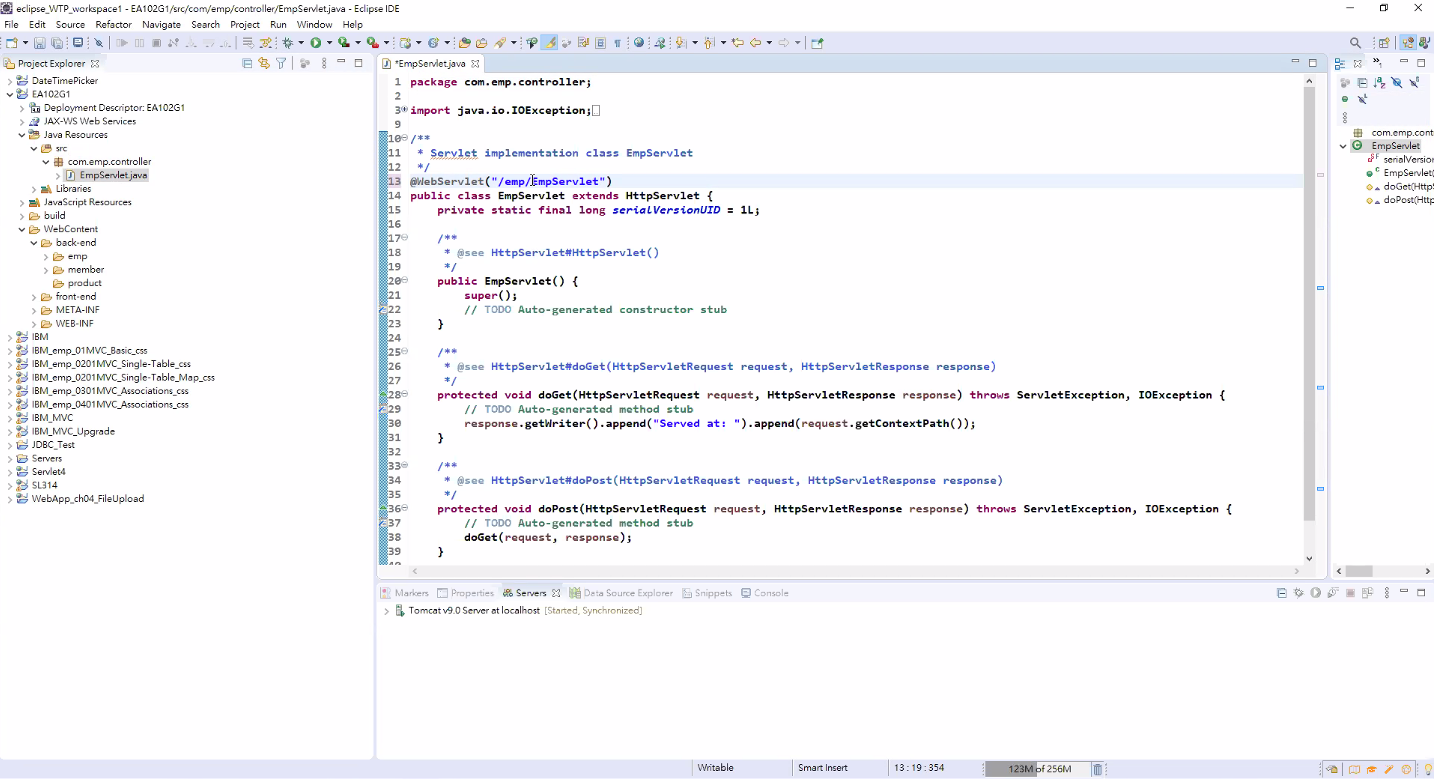 eclipse_WTP_workspace1 - EA102G1/src/com/emp/controller/EmpServlet.java - Eclipse IDE
File Edit Source Refactor Navigate Search Project Run Window Help
Project Explorer
DateTimePicker
EA102G1
Deployment Descriptor: EA102G1
JAX-WS Web Services
Java Resources
src
com.emp.controller
EmpServlet.java
Libraries
JavaScript Resources
build
WebContent
back-end
emp
member
product
front-end
META-INF
WEB-INF
IBM
IBM_emp_01MVC_Basic_css
IBM_emp_0201MVC_Single-Table_css
IBM_emp_0201MVC_Single-Table_Map_css
IBM_emp_0301MVC_Associations_css
IBM_emp_0401MVC_Associations_css
IBM_MVC
IBM_MVC_Upgrade
JDBC_Test
Servers
Servlet4
SL314
WebApp_ch04_FileUpload
*EmpServlet.java
1 package com.emp.controller;
2
3 import java.io.IOException;
9
10 /**
11 * Servlet implementation class EmpServlet
12 */
13 @WebServlet("/emp/EmpServlet")
14 public class EmpServlet extends HttpServlet {
15 private static final long serialVersionUID = 1L;
16
17 /**
18 * @see HttpServlet#HttpServlet()
19 */
20 public EmpServlet() {
21 super();
22 // TODO Auto-generated constructor stub
23 }
24
25 /**
26 * @see HttpServlet#doGet(HttpServletRequest request, HttpServletResponse response)
27 */
28 protected void doGet(HttpServletRequest request, HttpServletResponse response) throws ServletException, IOException {
29 // TODO Auto-generated method stub
30 response.getWriter().append("Served at: ").append(request.getContextPath());
31 }
32
33 /**
34 * @see HttpServlet#doPost(HttpServletRequest request, HttpServletResponse response)
35 */
36 protected void doPost(HttpServletRequest request, HttpServletResponse response) throws ServletException, IOException {
37 // TODO Auto-generated method stub
38 doGet(request, response);
39 }
com.emp.contr
EmpServlet
serialVersion
EmpServlet(
doGet(Http
doPost(Http
Markers Properties Servers Data Source Explorer Snippets Console
Tomcat v9.0 Server at localhost [Started, Synchronized]
Writable Smart Insert 13 : 19 : 354 123M of 256M